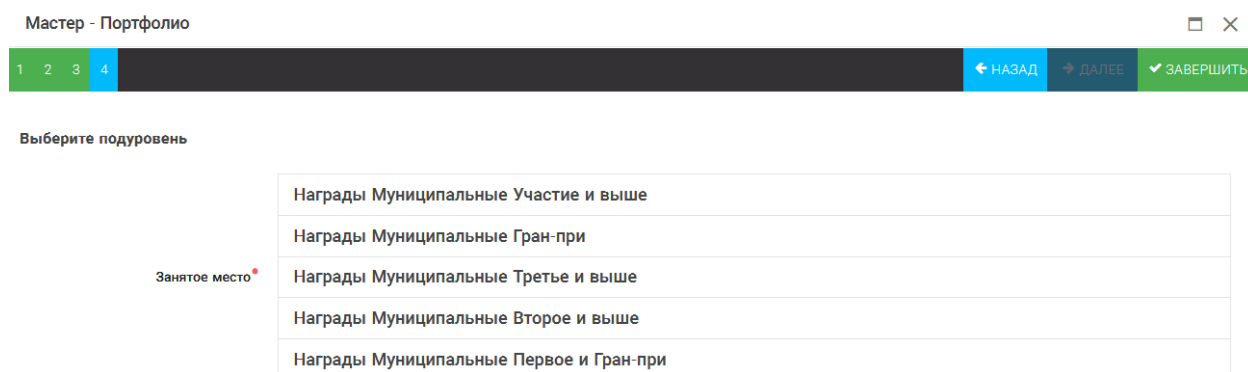 Мастер - Портфолио
1 2 3 4 НАЗАД ДАЛЕЕ ЗАВЕРШИТЬ
Выберите подуровень
Награды Муниципальные Участие и выше
Награды Муниципальные Гран-при
Занятое место
Награды Муниципальные Третье и выше
Награды Муниципальные Второе и выше
Награды Муниципальные Первое и Гран-при